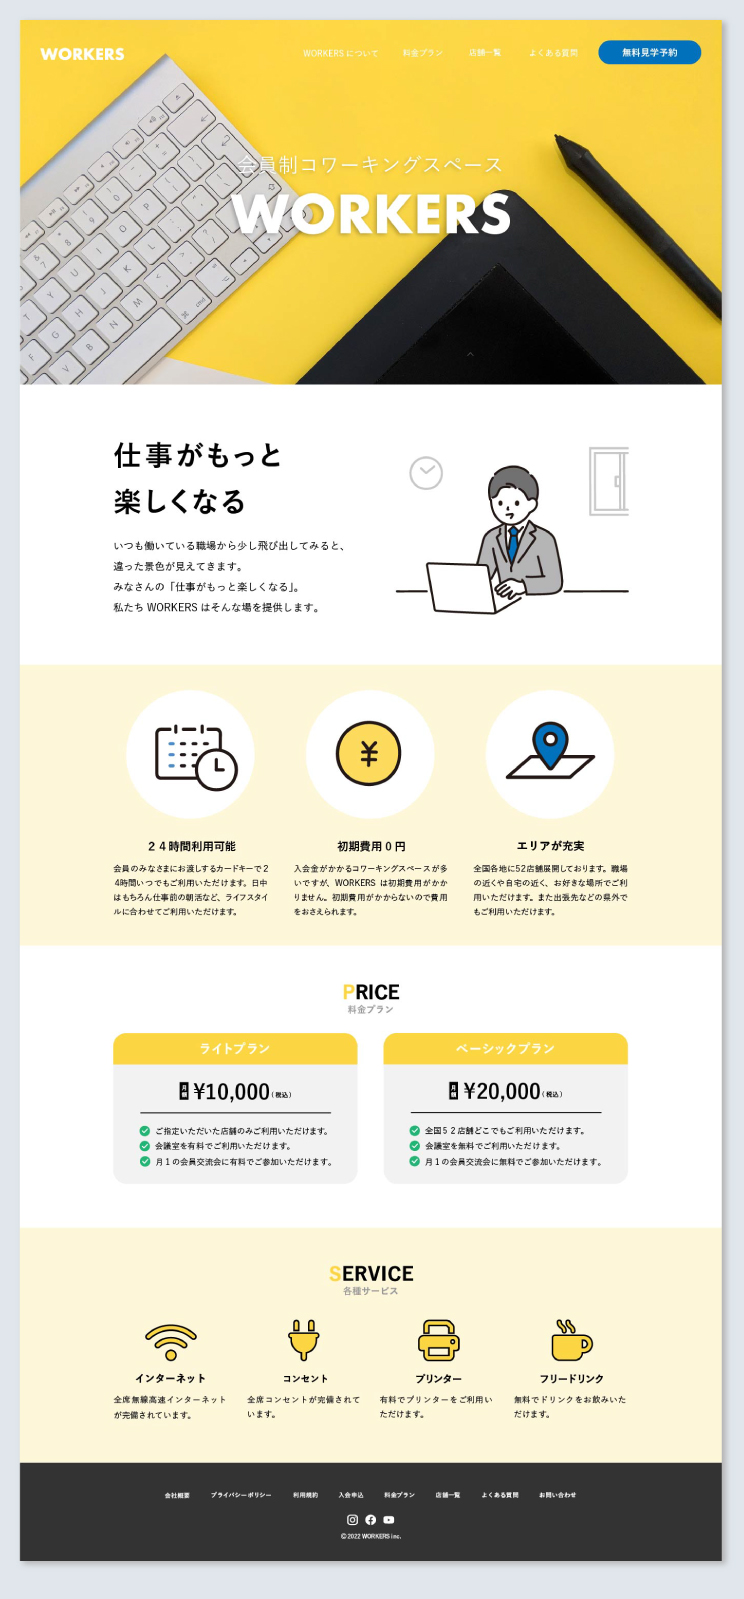 WORKERS
WORKERS について
料金プラン
店舗一覧
よくある質問
無料見学予約
会員制コワーキングスペース
WORKERS
仕事がもっと
楽しくなる
いつも働いている職場から少し飛び出してみると、
違った景色が見えてきます。
みなさんの「仕事がもっと楽しくなる」。
私たち WORKERS はそんな場を提供します。
２４時間利用可能
会員のみなさまにお渡しするカードキーで２
４時間いつでもご利用いただけます。日中
はもちろん仕事前の朝活など、ライフスタイ
ルに合わせてご利用いただけます。
初期費用０円
入会金がかかるコワーキングスペースが多
いですが、WORKERS は初期費用がかか
りません。初期費用がかからないので費用
をおさえられます。
エリアが充実
全国各地に52店舗展開しております。職場
の近くや自宅の近く、お好きな場所でご利
用いただけます。また出張先などの県外で
もご利用いただけます。
PRICE
料金プラン
ライトプラン
月額 ¥10,000（税込）
ご指定いただいた店舗のみご利用いただけます。
会議室を有料でご利用いただけます。
月１の会員交流会に有料でご参加いただけます。
ベーシックプラン
月額 ¥20,000（税込）
全国５２店舗どこでもご利用いただけます。
会議室を無料でご利用いただけます。
月１の会員交流会に無料でご参加いただけます。
SERVICE
各種サービス
インターネット
全席無線高速インターネット
が完備されています。
コンセント
全席コンセントが完備されて
います。
プリンター
有料でプリンターをご利用い
ただけます。
フリードリンク
無料でドリンクをお飲みいた
だけます。
会社概要
プライバシーポリシー
利用規約
入会申込
料金プラン
店舗一覧
よくある質問
お問い合わせ
© 2022 WORKERS inc.